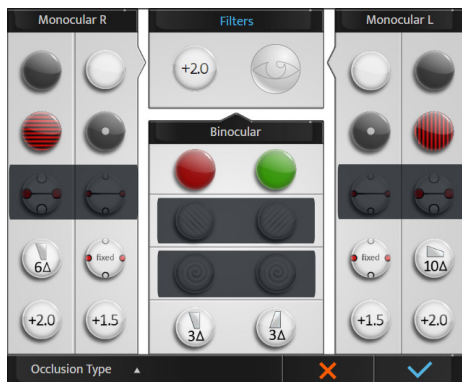 Monocular R
Filters
Monocular L
+2.0
Binocular
6Δ
fixed
fixed
10Δ
+2.0
+1.5
3Δ
3Δ
+1.5
+2.0
Occlusion Type